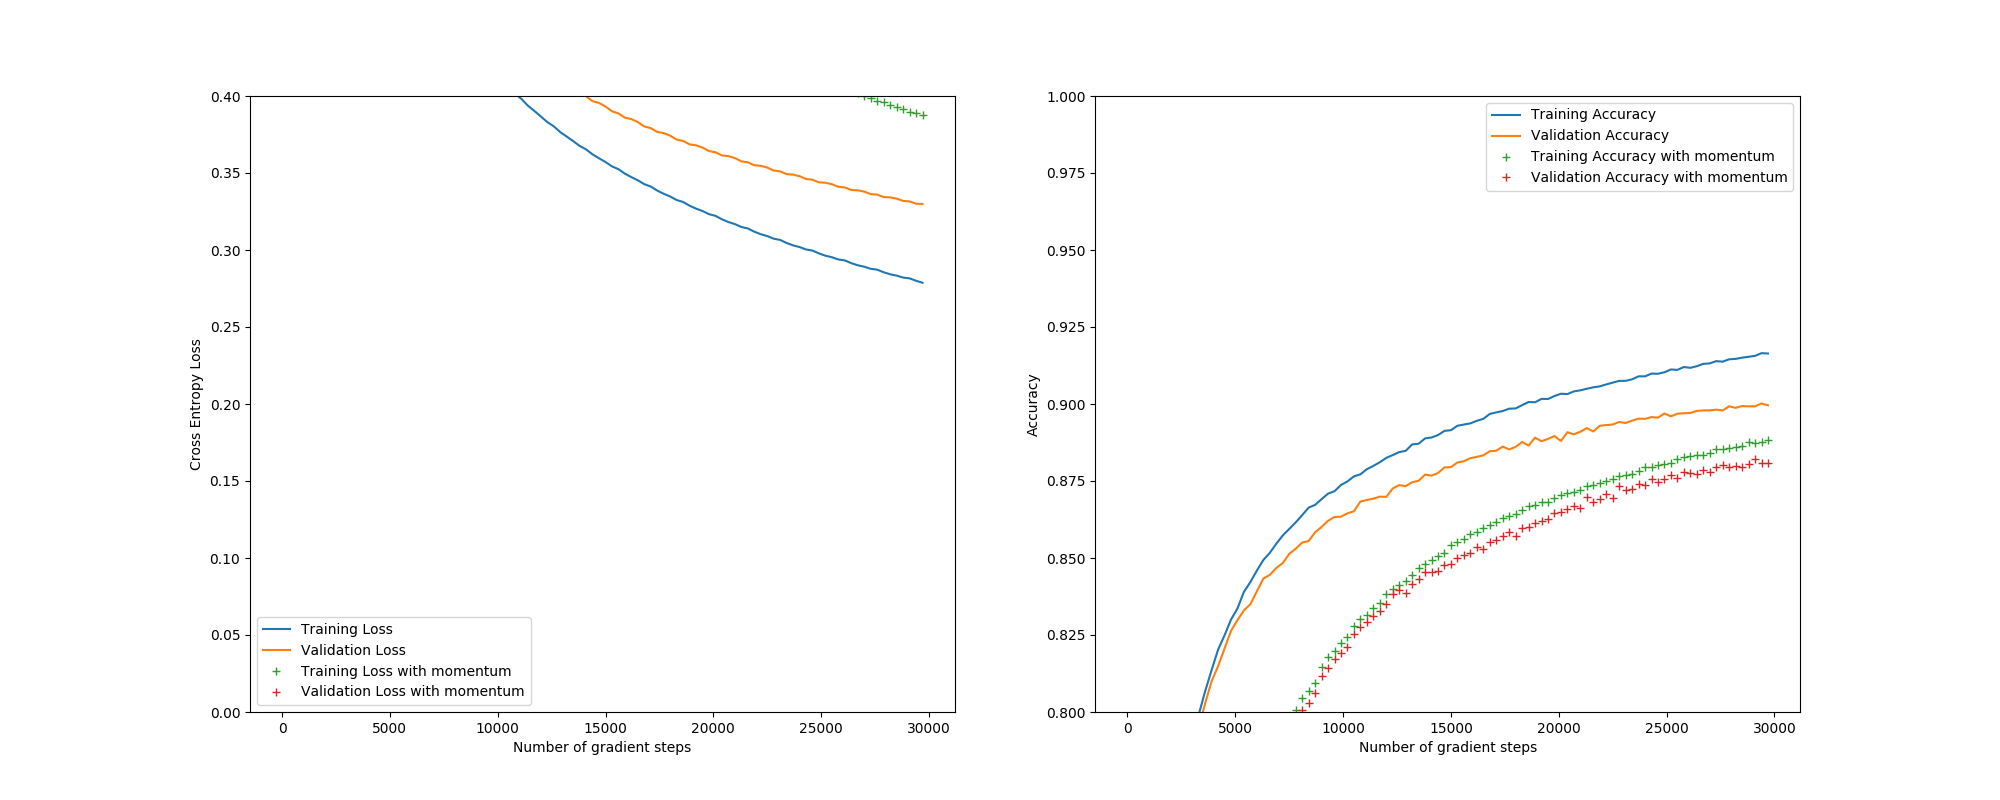 0.40
0.35
0.30
0.25
0.20
0.15
0.10
0.05
0.00
Cross Entropy Loss
Training Loss
Validation Loss
Training Loss with momentum
Validation Loss with momentum
0 5000 10000 15000 20000 25000 30000
Number of gradient steps
1.000
0.975
0.950
0.925
0.900
0.875
0.850
0.825
0.800
Accuracy
Training Accuracy
Validation Accuracy
Training Accuracy with momentum
Validation Accuracy with momentum
0 5000 10000 15000 20000 25000 30000
Number of gradient steps